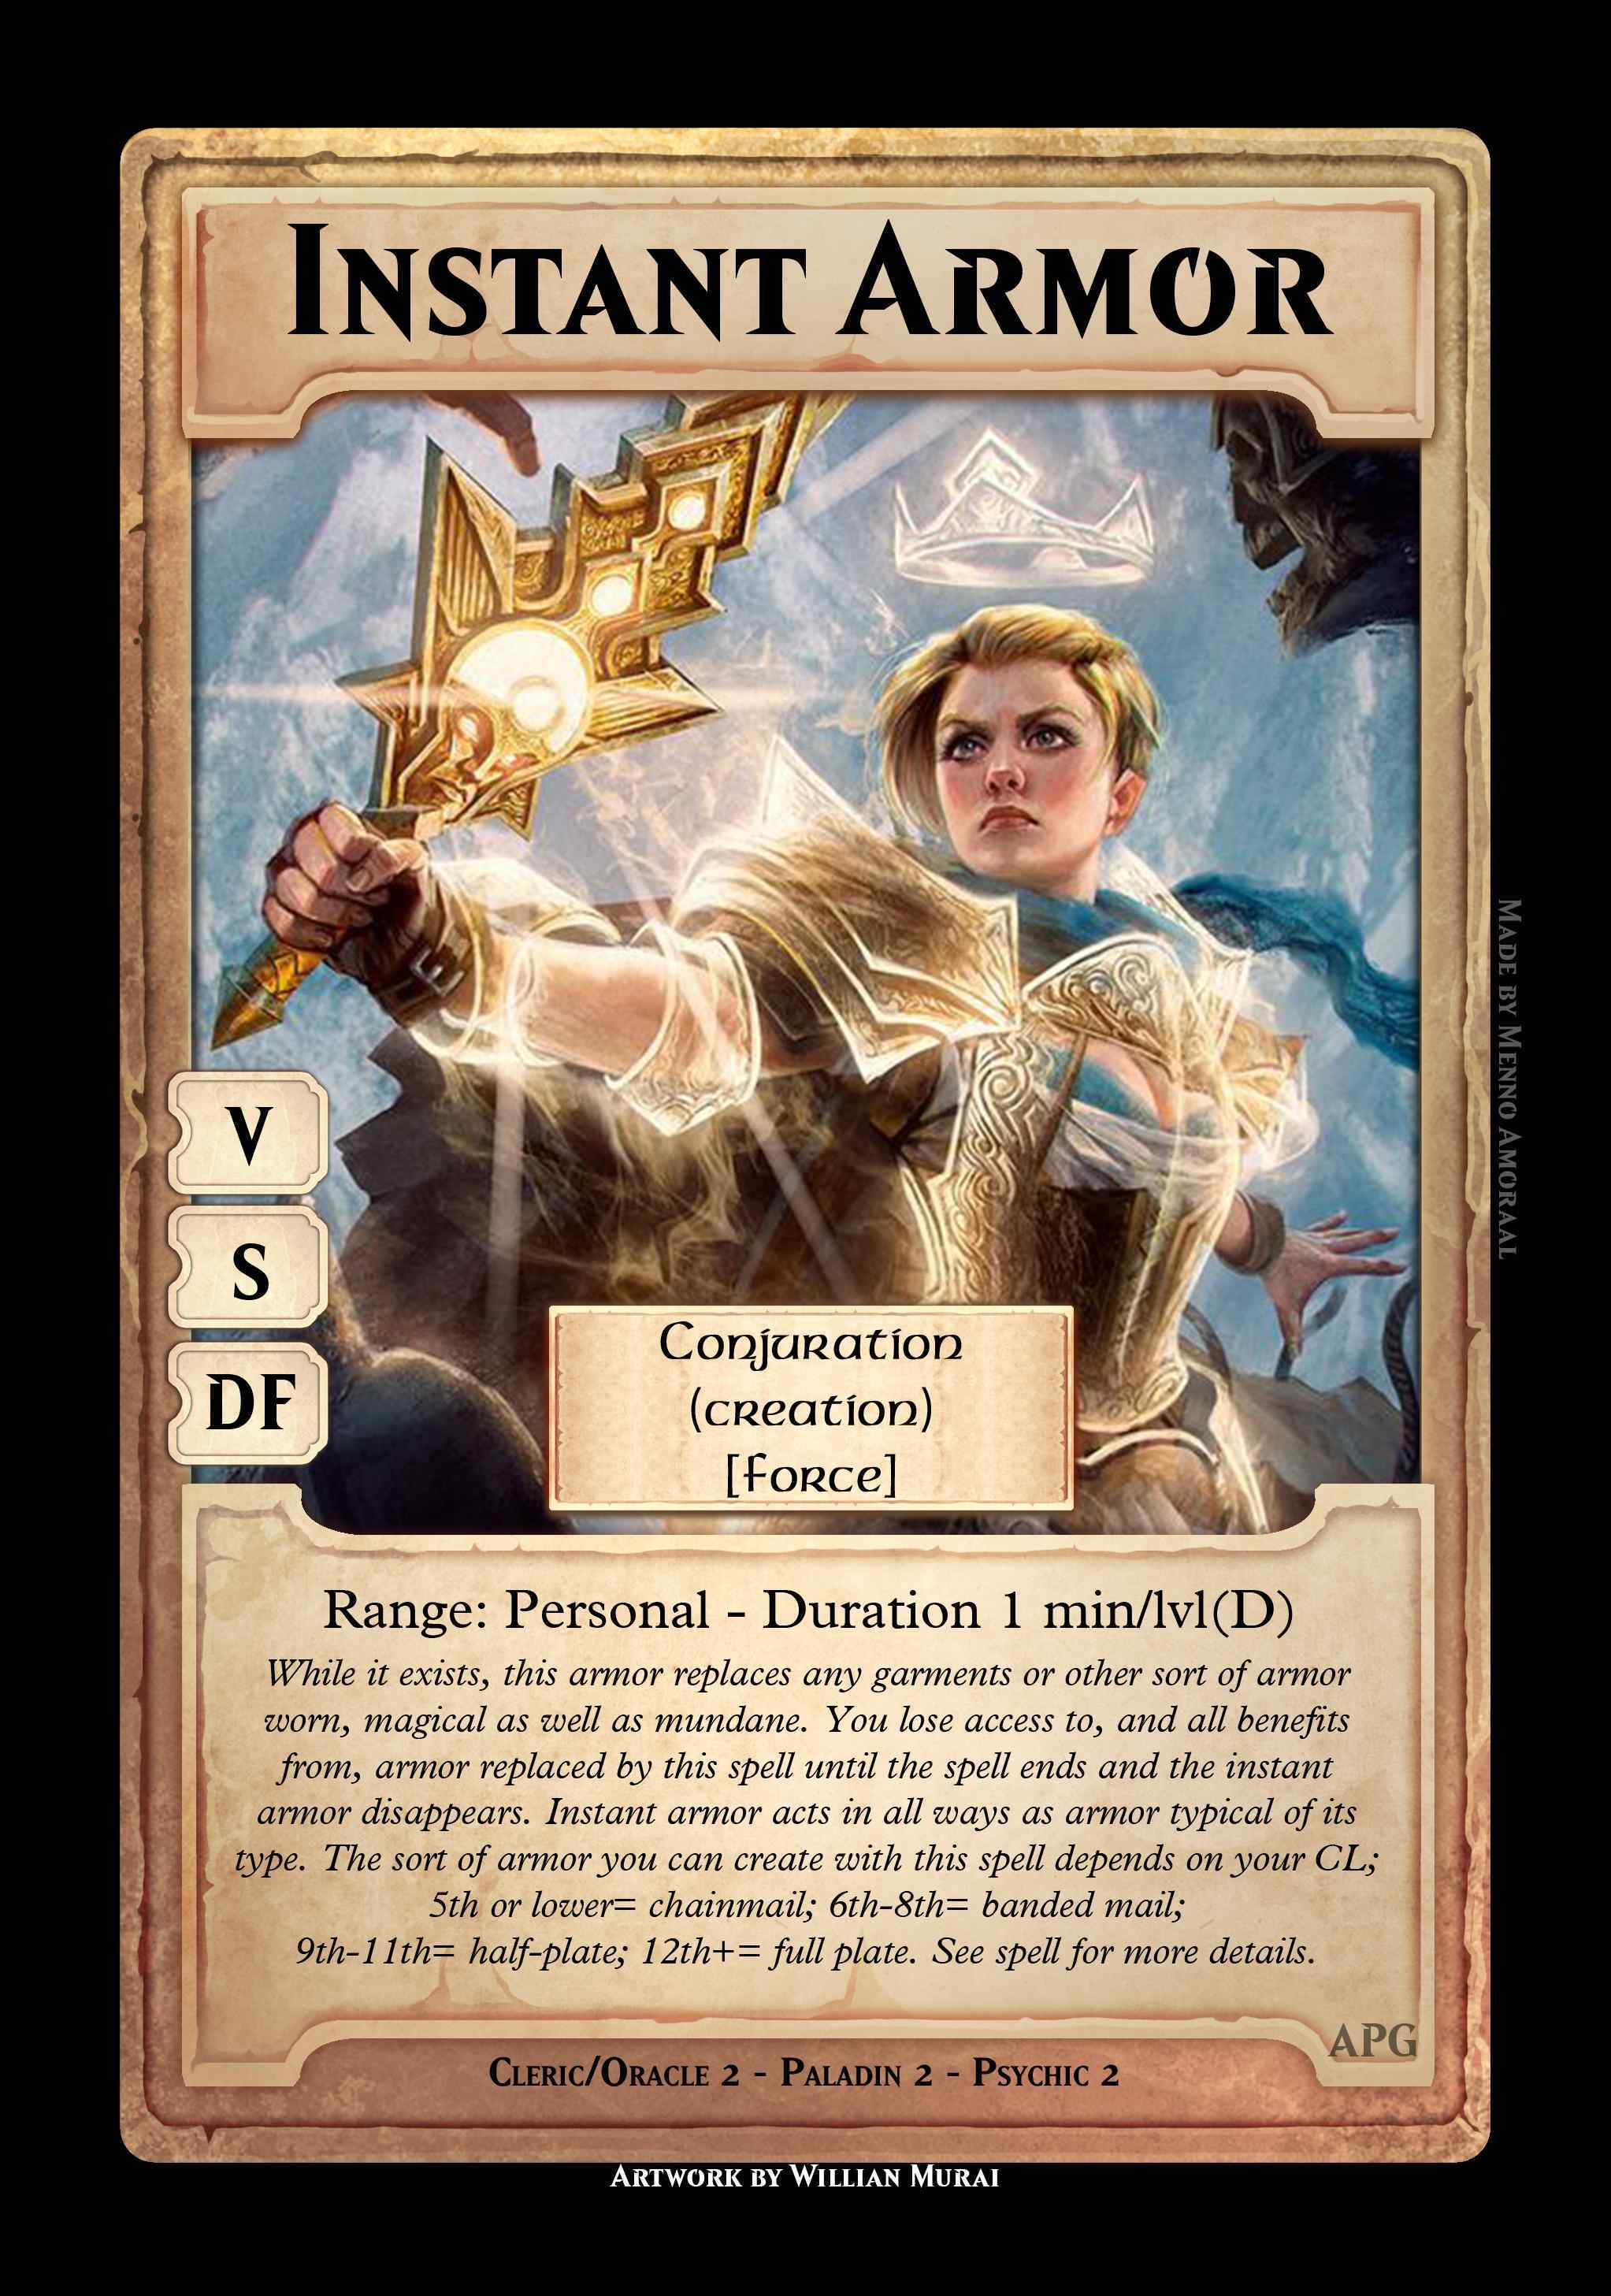 Instant Armor
V
S
DF
Conjuration
(creation)
[force]
Range: Personal - Duration 1 min/lvl(D)
While it exists, this armor replaces any garments or other sort of armor
worn, magical as well as mundane. You lose access to, and all benefits
from, armor replaced by this spell until the spell ends and the instant
armor disappears. Instant armor acts in all ways as armor typical of its
type. The sort of armor you can create with this spell depends on your CL;
5th or lower= chainmail; 6th-8th= banded mail;
9th-11th= half-plate; 12th+= full plate. See spell for more details.
APG
Cleric/Oracle 2 - Paladin 2 - Psychic 2
Artwork by Willian Murai
Made by Menno Amoraal